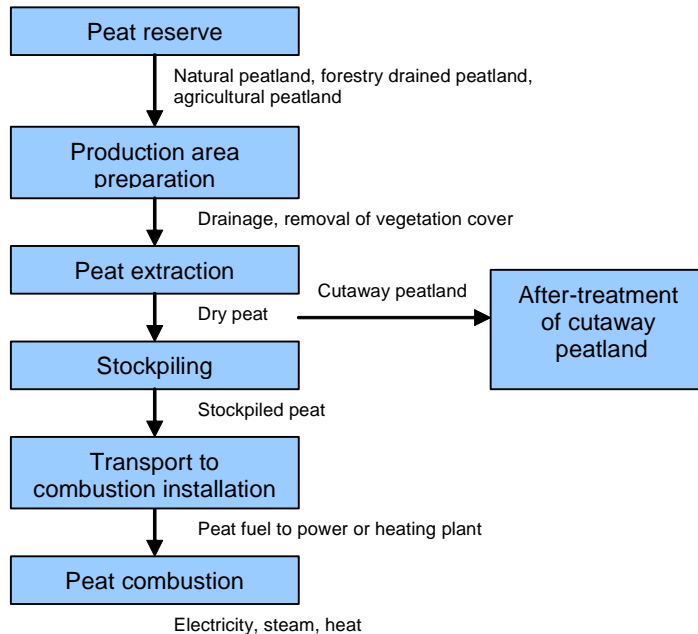 Peat reserve
Natural peatland, forestry drained peatland,
agricultural peatland
Production area
preparation
Drainage, removal of vegetation cover
Peat extraction
Cutaway peatland
After-treatment
of cutaway
peatland
Dry peat
Stockpiling
Stockpiled peat
Transport to
combustion installation
Peat fuel to power or heating plant
Peat combustion
Electricity, steam, heat